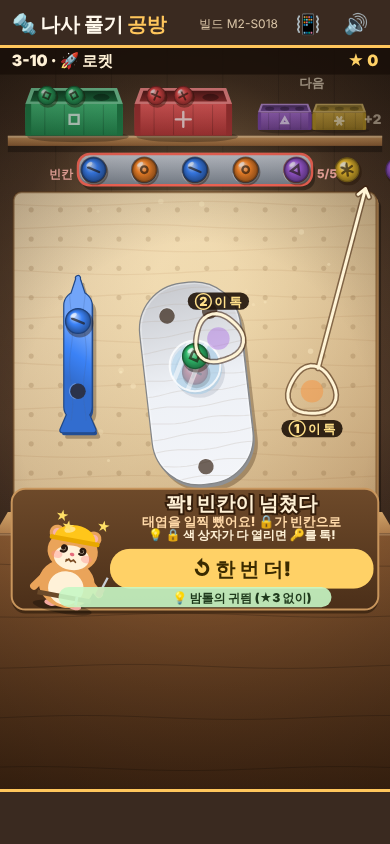 나사 풀기 공방
빌드 M2-S018
3-10 · 로켓
★ 0
다음
+2
빈칸
5/5
② 이 톡
① 이 톡
꽉! 빈칸이 넘쳤다
태엽을 일찍 뺐어요! 🔒가 빈칸으로
💡 🔒 색 상자가 다 열리면 🔑를 톡!
한 번 더!
💡 밤톨의 귀띔 (★3 없이)